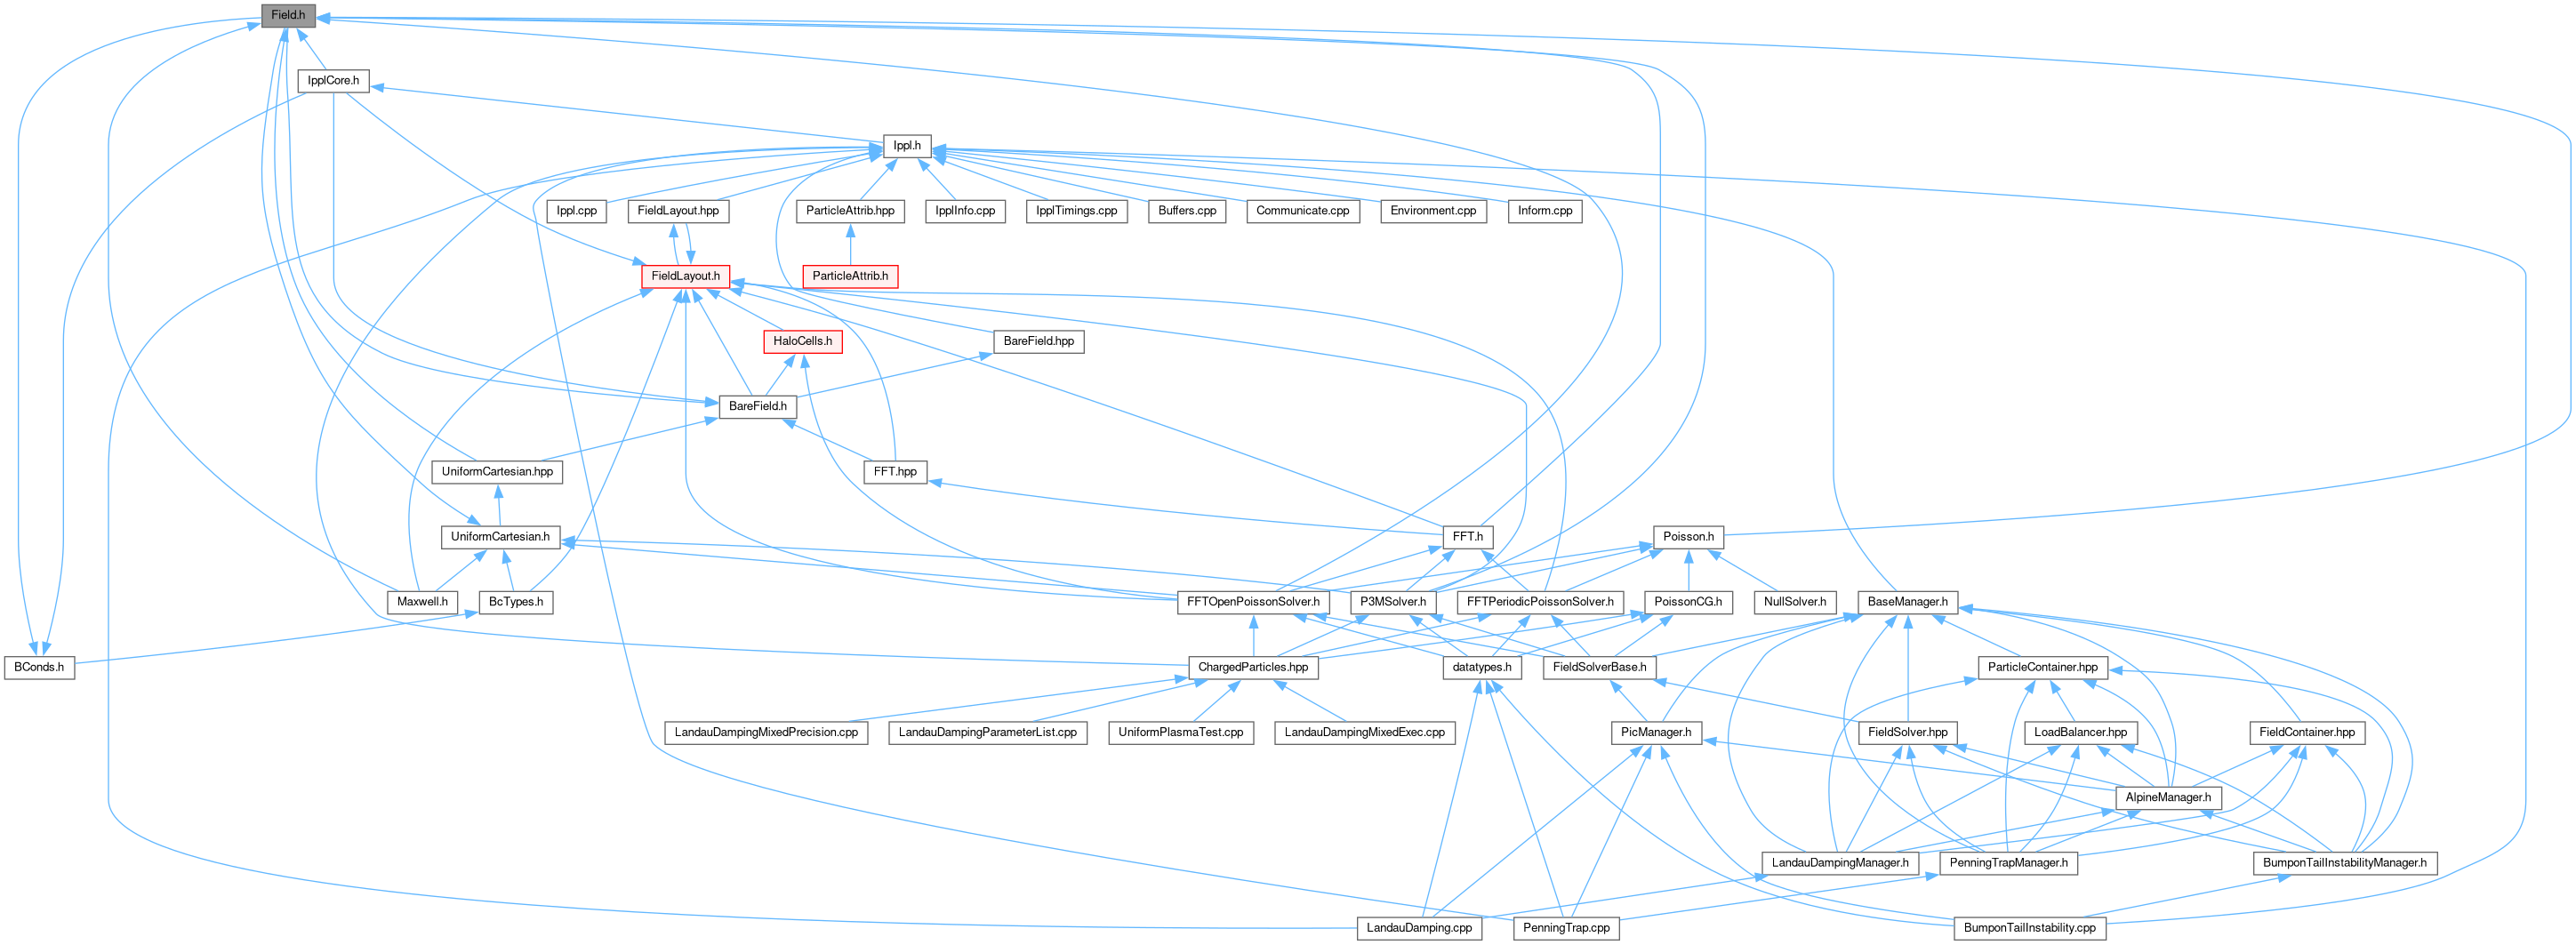 Field.h
IpplCore.h
Ippl.h
Ippl.cpp
FieldLayout.hpp
ParticleAttrib.hpp
IpplInfo.cpp
IpplTimings.cpp
Buffers.cpp
Communicate.cpp
Environment.cpp
Inform.cpp
FieldLayout.h
ParticleAttrib.h
HaloCells.h
BareField.hpp
BareField.h
UniformCartesian.hpp
FFT.hpp
UniformCartesian.h
FFT.h
Poisson.h
Maxwell.h
BcTypes.h
FFTOpenPoissonSolver.h
P3MSolver.h
FFTPeriodicPoissonSolver.h
PoissonCG.h
NullSolver.h
BaseManager.h
BConds.h
ChargedParticles.hpp
datatypes.h
FieldSolverBase.h
ParticleContainer.hpp
LandauDampingMixedPrecision.cpp
LandauDampingParameterList.cpp
UniformPlasmaTest.cpp
LandauDampingMixedExec.cpp
PicManager.h
FieldSolver.hpp
LoadBalancer.hpp
FieldContainer.hpp
AlpineManager.h
LandauDampingManager.h
PenningTrapManager.h
BumponTailInstabilityManager.h
LandauDamping.cpp
PenningTrap.cpp
BumponTailInstability.cpp